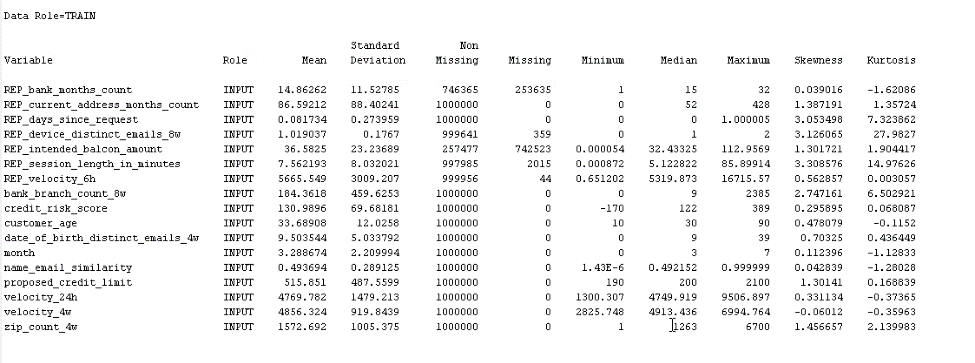 Data Role=TRAIN
Standard Non
Variable Role Mean Deviation Missing Missing Minimum Median Maximum Skewness Kurtosis
REP_bank_months_count INPUT 14.86262 11.52785 746365 253635 1 15 32 0.039016 -1.62086
REP_current_address_months_count INPUT 86.59212 88.40241 1000000 0 0 52 428 1.387191 1.35724
REP_days_since_request INPUT 0.081734 0.273959 1000000 0 0 0 1.000005 3.053498 7.323862
REP_device_distinct_emails_8w INPUT 1.019037 0.1767 999641 359 0 1 2 3.126065 27.9827
REP_intended_balcon_amount INPUT 36.5825 23.23689 257477 742523 0.000054 32.43325 112.9569 1.301721 1.904417
REP_session_length_in_minutes INPUT 7.562193 8.032021 997985 2015 0.000872 5.122822 85.89914 3.308576 14.97626
REP_velocity_6h INPUT 5665.549 3009.207 999956 44 0.651202 5319.873 16715.57 0.562857 0.003057
bank_branch_count_8w INPUT 184.3618 459.6253 1000000 0 0 9 2385 2.747161 6.502921
credit_risk_score INPUT 130.9896 69.68181 1000000 0 -170 122 389 0.295895 0.068087
customer_age INPUT 33.68908 12.0258 1000000 0 10 30 90 0.478079 -0.1152
date_of_birth_distinct_emails_4w INPUT 9.503544 5.033792 1000000 0 0 9 39 0.70325 0.436449
month INPUT 3.288674 2.209994 1000000 0 0 3 7 0.112396 -1.12833
name_email_similarity INPUT 0.493694 0.289125 1000000 0 1.43E-6 0.492152 0.999999 0.042839 -1.28028
proposed_credit_limit INPUT 515.851 487.5599 1000000 0 190 200 2100 1.30141 0.168839
velocity_24h INPUT 4769.782 1479.213 1000000 0 1300.307 4749.919 9506.897 0.331134 -0.37365
velocity_4w INPUT 4856.324 919.8439 1000000 0 2825.748 4913.436 6994.764 -0.06012 -0.35963
zip_count_4w INPUT 1572.692 1005.375 1000000 0 1 1263 6700 1.456657 2.139983